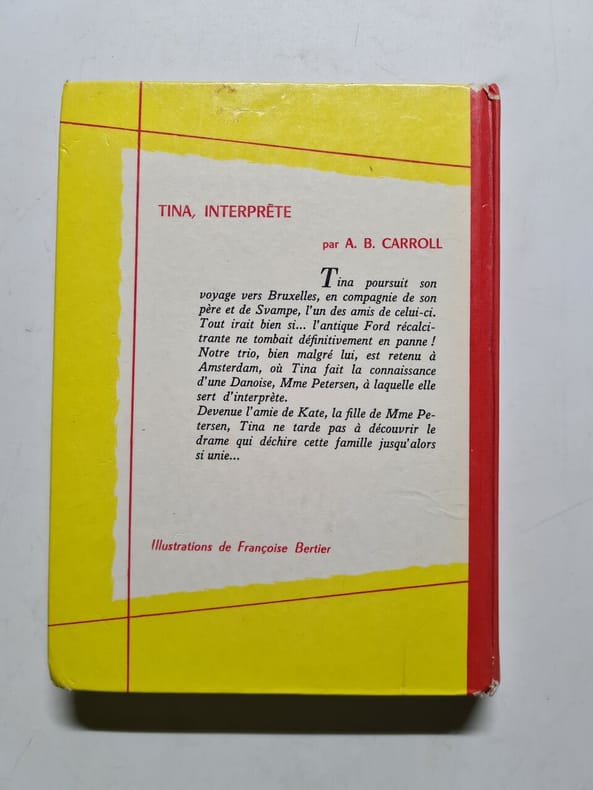 TINA, INTERPRÈTE
par A. B. CARROLL
Tina poursuit son
voyage vers Bruxelles, en compagnie de son
père et de Svampe, l'un des amis de celui-ci.
Tout irait bien si... l'antique Ford récalci-
trante ne tombait définitivement en panne !
Notre trio, bien malgré lui, est retenu à
Amsterdam, où Tina fait la connaissance
d'une Danoise, Mme Petersen, à laquelle elle
sert d'interprète.
Devenue l'amie de Kate, la fille de Mme Pe-
tersen, Tina ne tarde pas à découvrir le
drame qui déchire cette famille jusqu'alors
si unie...
Illustrations de Françoise Bertier